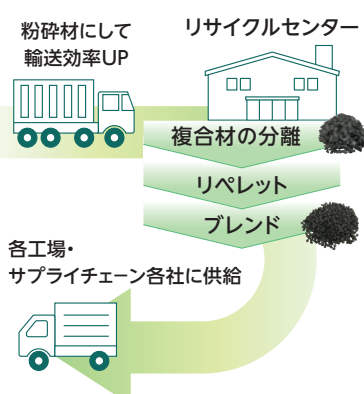 粉砕材にして
輸送効率UP
リサイクルセンター
複合材の分離
リペレット
ブレンド
各工場・
サプライチェーン各社に供給